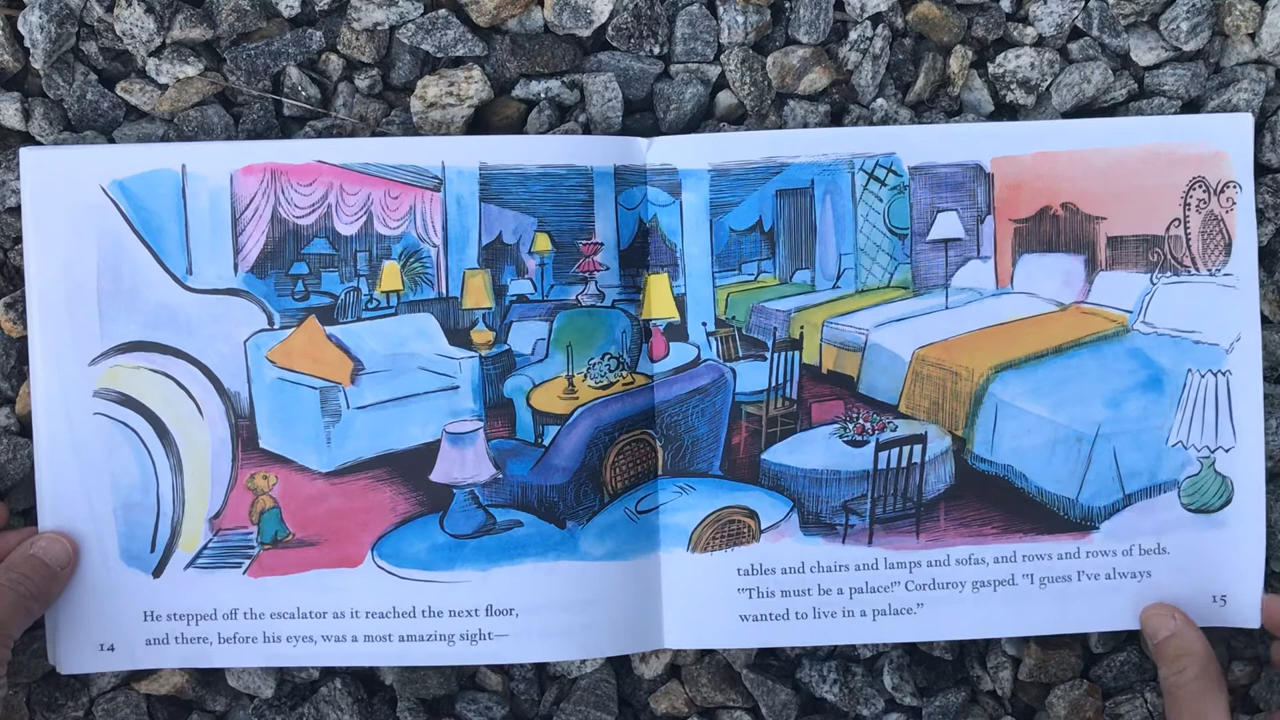 He stepped off the escalator as it reached the next floor,
and there, before his eyes, was a most amazing sight—
14
tables and chairs and lamps and sofas, and rows and rows of beds.
"This must be a palace!" Corduroy gasped. "I guess I've always
wanted to live in a palace."
15